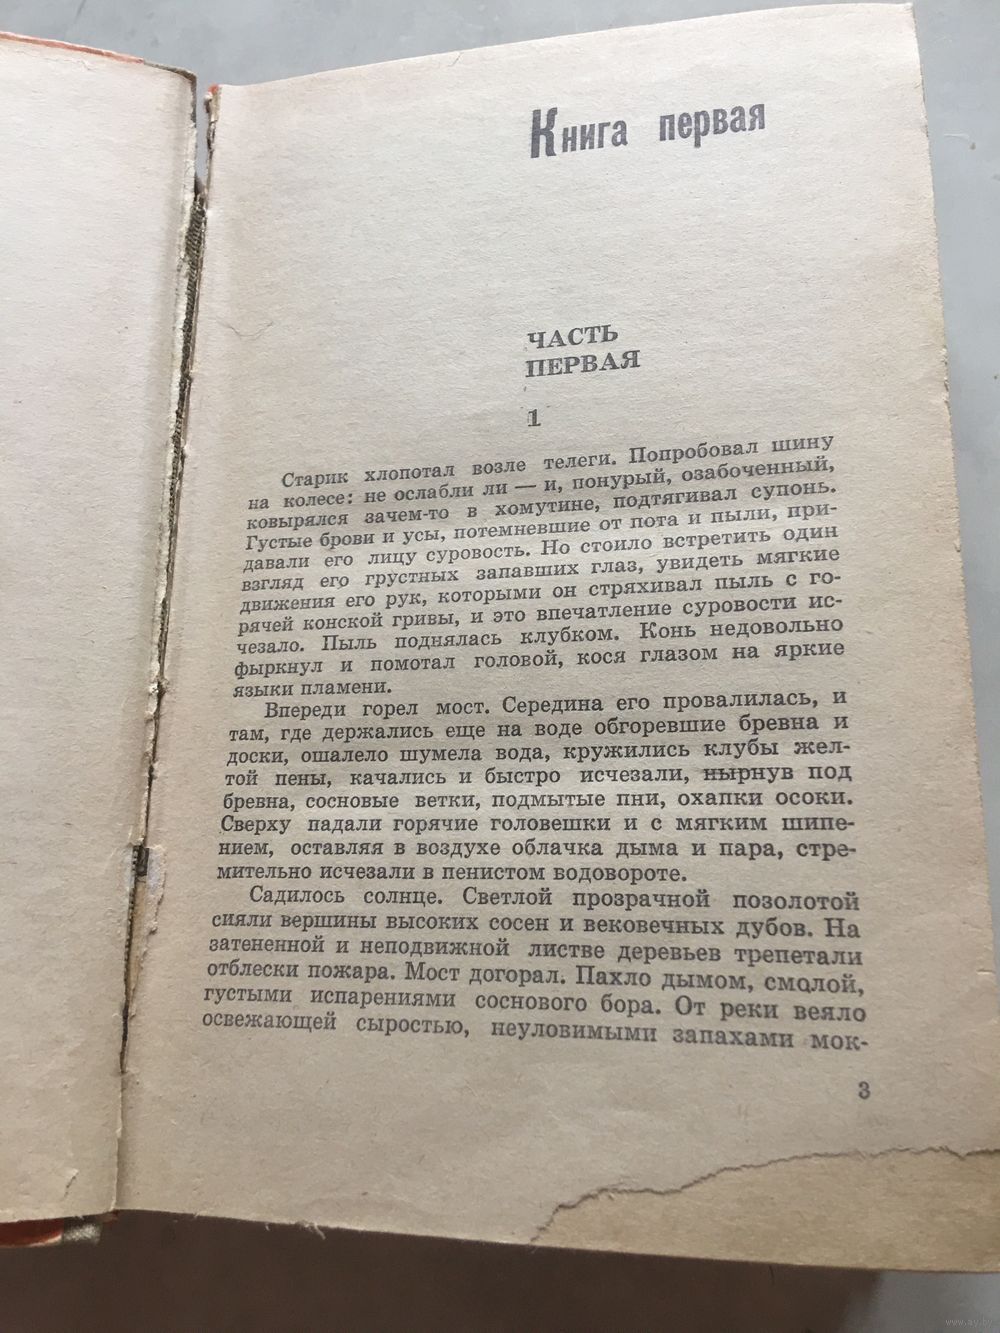 Книга первая
ЧАСТЬ
ПЕРВАЯ
1
Старик хлопотал возле телеги. Попробовал шину
на колесе: не ослабли ли — и, понурый, озабоченный,
ковырялся зачем-то в хомутине, подтягивал супонь.
Густые брови и усы, потемневшие от пота и пыли, при-
давали его лицу суровость. Но стоило встретить один
взгляд его грустных запавших глаз, увидеть мягкие
движения его рук, которыми он стряхивал пыль с го-
рячей конской гривы, и это впечатление суровости ис-
чезало. Пыль поднялась клубком. Конь недовольно
фыркнул и помотал головой, кося глазом на яркие
языки пламени.
Впереди горел мост. Середина его провалилась, и
там, где держались еще на воде обгоревшие бревна и
доски, ошалело шумела вода, кружились клубы жел-
той пены, качались и быстро исчезали, нырнув под
бревна, сосновые ветки, подмытые пни, охапки осоки.
Сверху падали горячие головешки и с мягким шипе-
нием, оставляя в воздухе облачка дыма и пара, стре-
мительно исчезали в пенистом водовороте.
Садилось солнце. Светлой прозрачной позолотой
сияли вершины высоких сосен и вековечных дубов. На
затененной и неподвижной листве деревьев трепетали
отблески пожара. Мост догорал. Пахло дымом, смолой,
густыми испарениями соснового бора. От реки веяло
освежающей сыростью, неуловимыми запахами мок-
3
www.ay.by